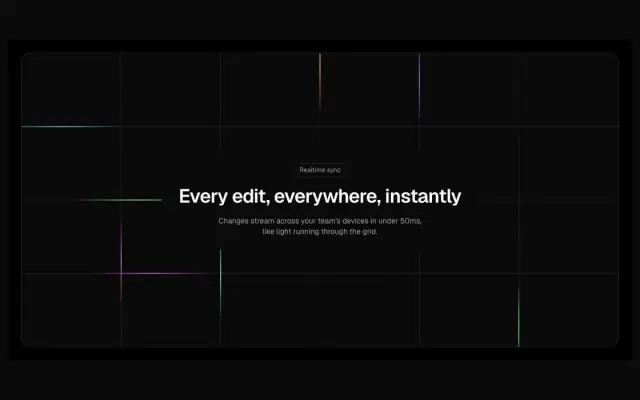 Realtime sync
Every edit, everywhere, instantly
Changes stream across your team's devices in under 50ms,
like light running through the grid.